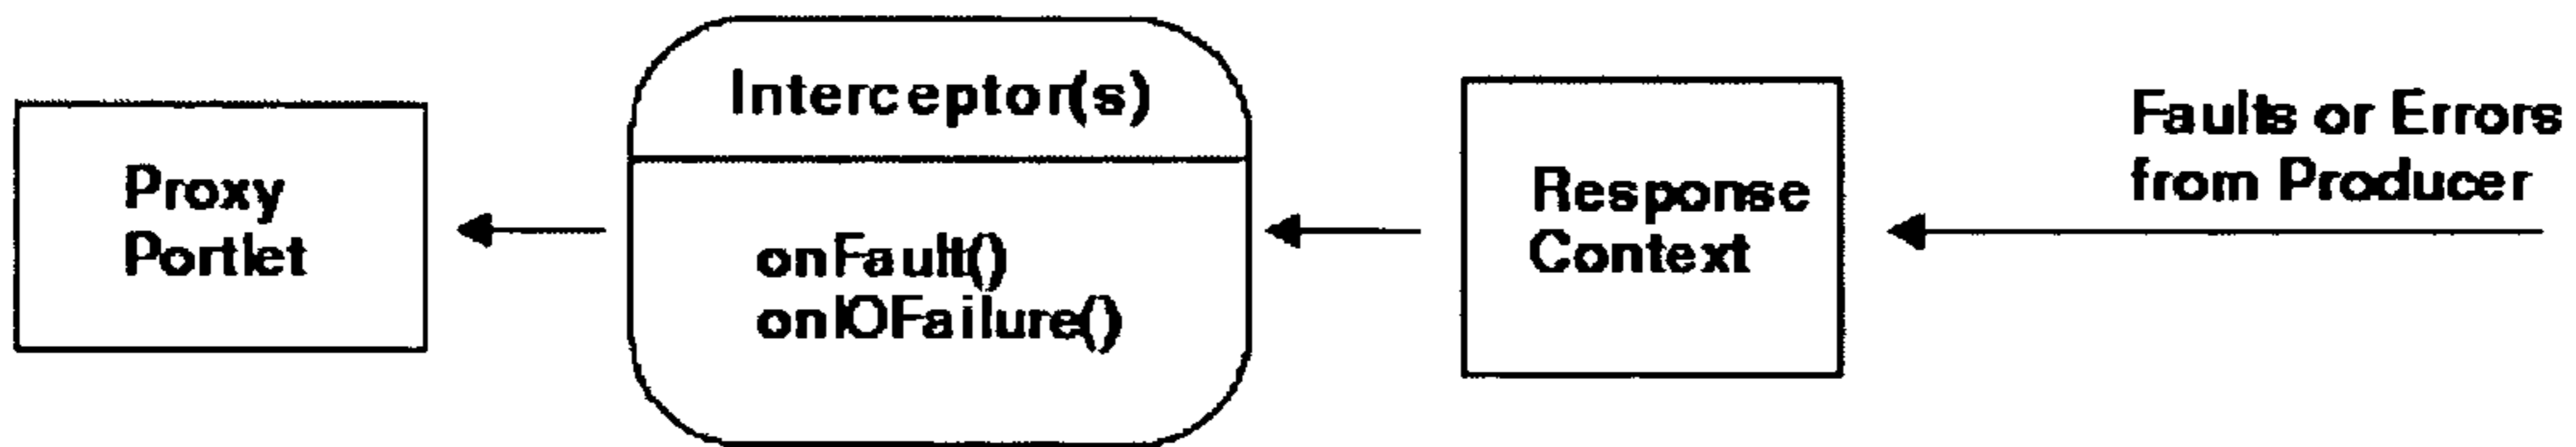 Proxy
Portlet
Interceptor(s)
onFault()
onIOFailure()
Response
Context
Faults or Errors
from Producer